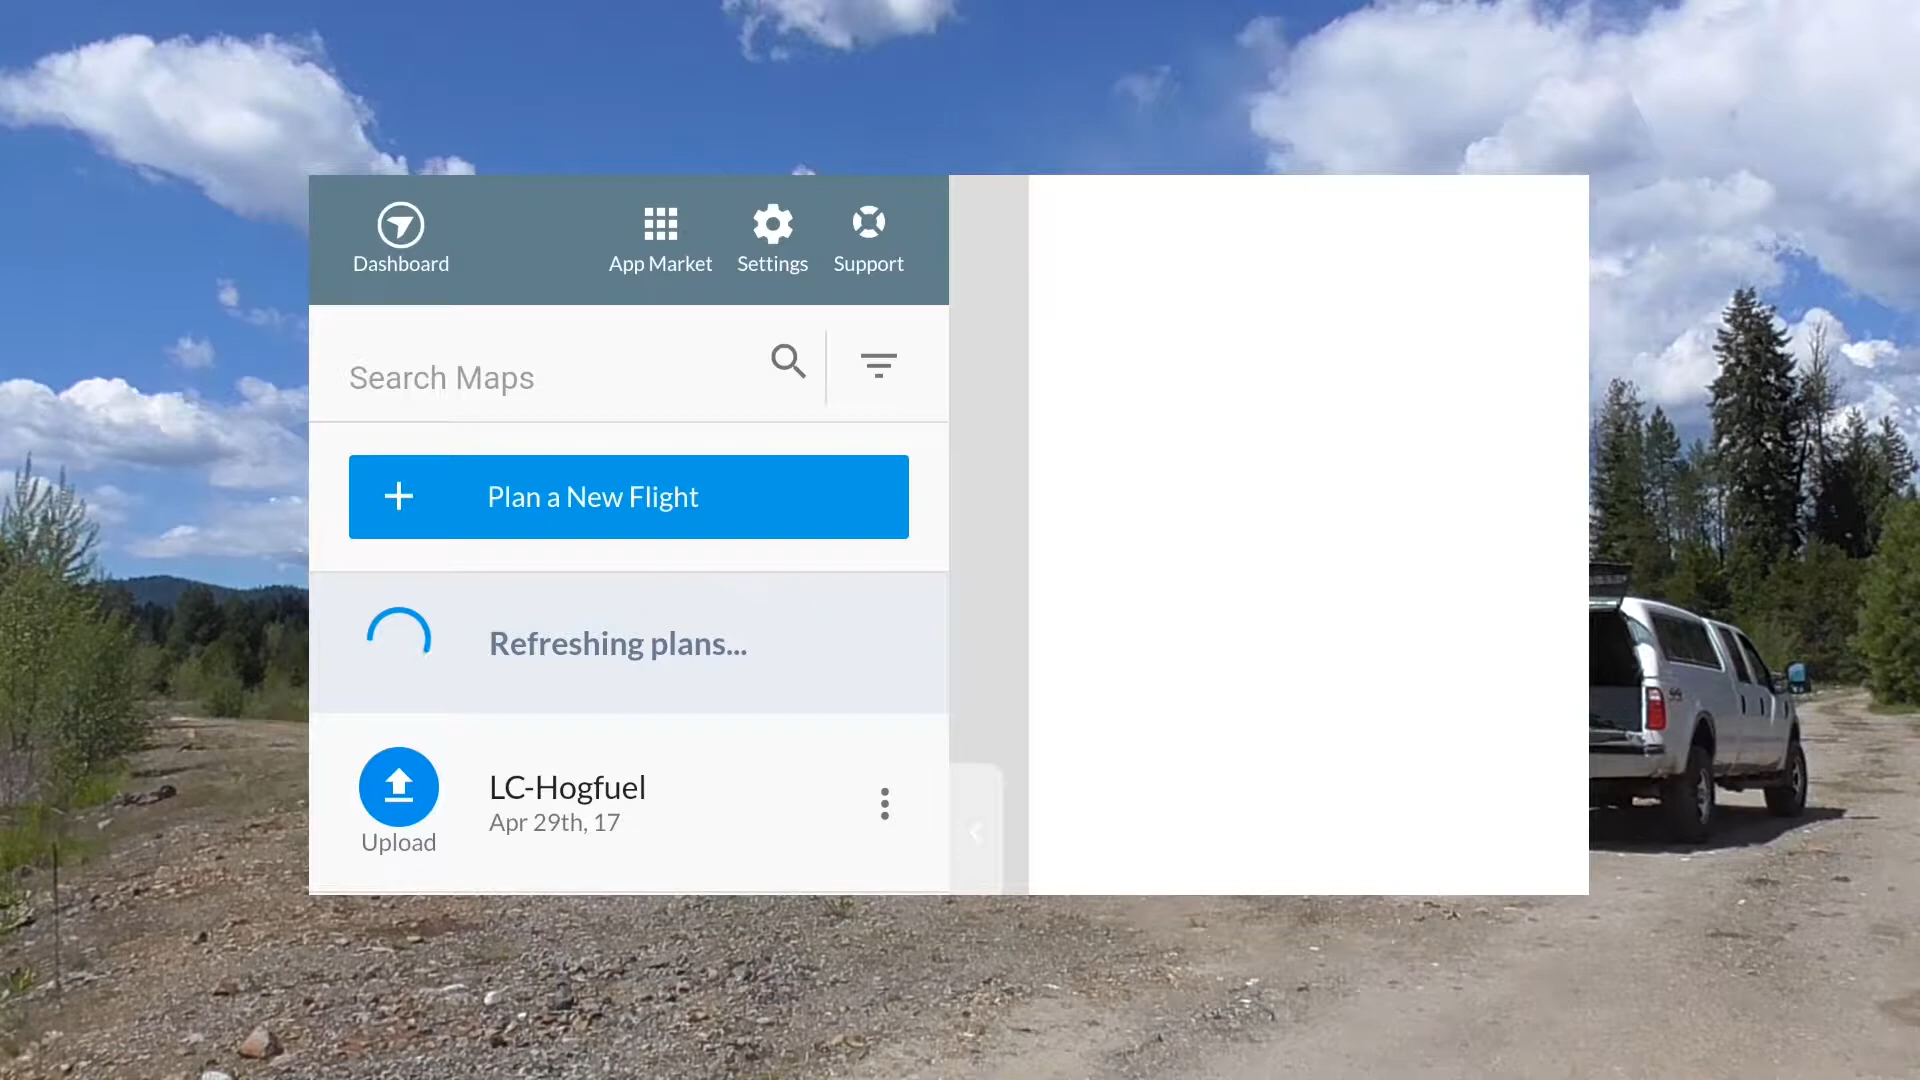 Dashboard
App Market
Settings
Support
Search Maps
Plan a New Flight
Refreshing plans...
LC-Hogfuel
Apr 29th, 17
Upload